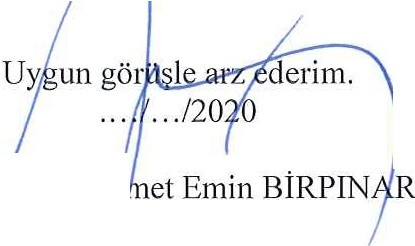 Uygun görüşle arz ederim.
..../.../2020
met Emin BİRPINAR